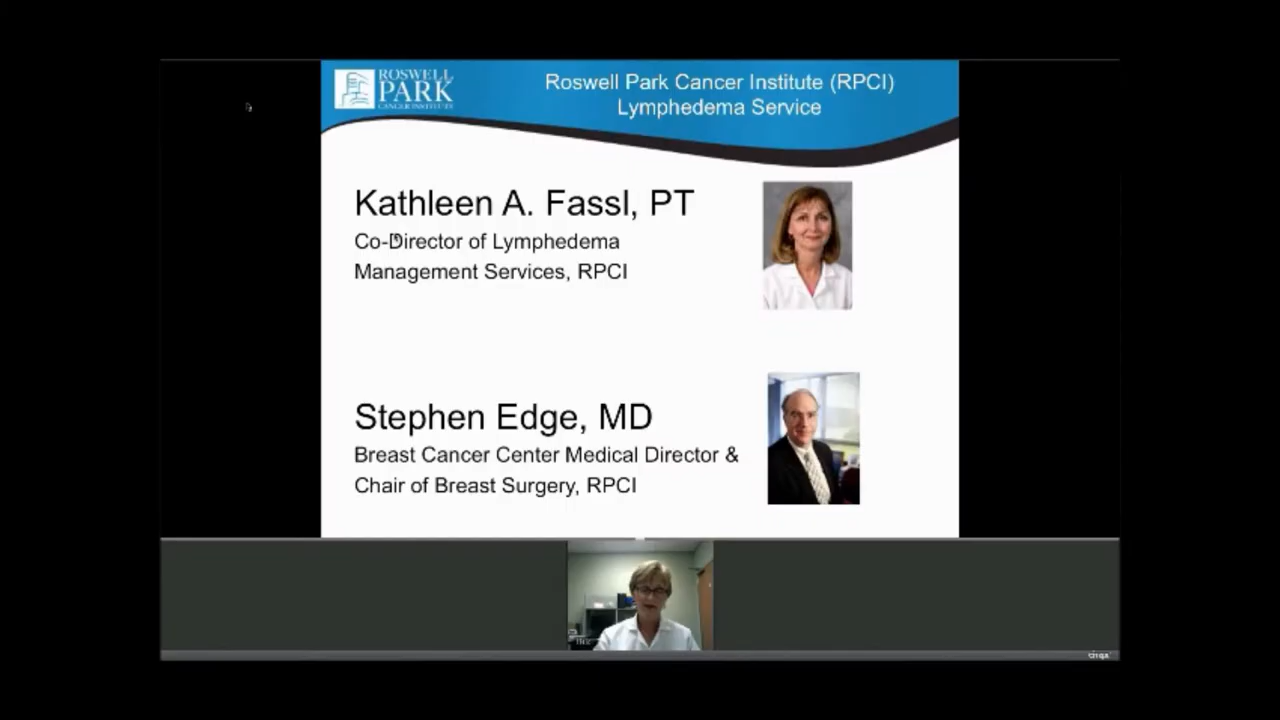 ROSWELL
PARK
CANCER INSTITUTE
Roswell Park Cancer Institute (RPCI)
Lymphedema Service
Kathleen A. Fassl, PT
Co-Director of Lymphedema
Management Services, RPCI
Stephen Edge, MD
Breast Cancer Center Medical Director &
Chair of Breast Surgery, RPCI